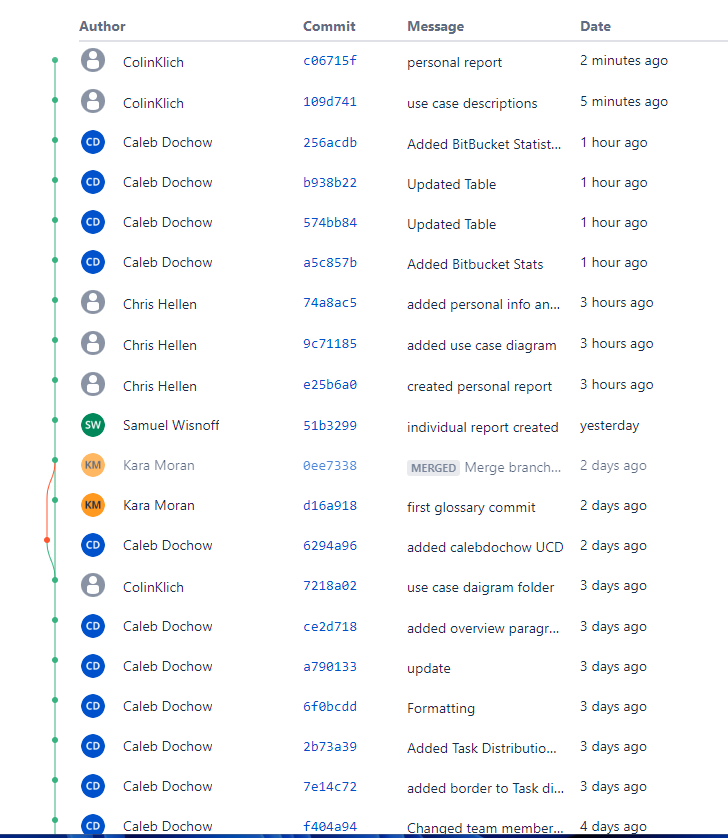 Author Commit Message Date
ColinKlich c06715f personal report 2 minutes ago
ColinKlich 109d741 use case descriptions 5 minutes ago
CD Caleb Dochow 256acdb Added BitBucket Statist... 1 hour ago
CD Caleb Dochow b938b22 Updated Table 1 hour ago
CD Caleb Dochow 574bb84 Updated Table 1 hour ago
CD Caleb Dochow a5c857b Added Bitbucket Stats 1 hour ago
Chris Hellen 74a8ac5 added personal info an... 3 hours ago
Chris Hellen 9c71185 added use case diagram 3 hours ago
Chris Hellen e25b6a0 created personal report 3 hours ago
SW Samuel Wisnoff 51b3299 individual report created yesterday
KM Kara Moran 0ee7338 MERGED Merge branch... 2 days ago
KM Kara Moran d16a918 first glossary commit 2 days ago
CD Caleb Dochow 6294a96 added calebdochow UCD 2 days ago
ColinKlich 7218a02 use case daigram folder 3 days ago
CD Caleb Dochow ce2d718 added overview paragr... 3 days ago
CD Caleb Dochow a790133 update 3 days ago
CD Caleb Dochow 6f0bcdd Formatting 3 days ago
CD Caleb Dochow 2b73a39 Added Task Distributio... 3 days ago
CD Caleb Dochow 7e14c72 added border to Task di... 3 days ago
CD Caleb Dochow f404a94 Changed team member... 4 days ago